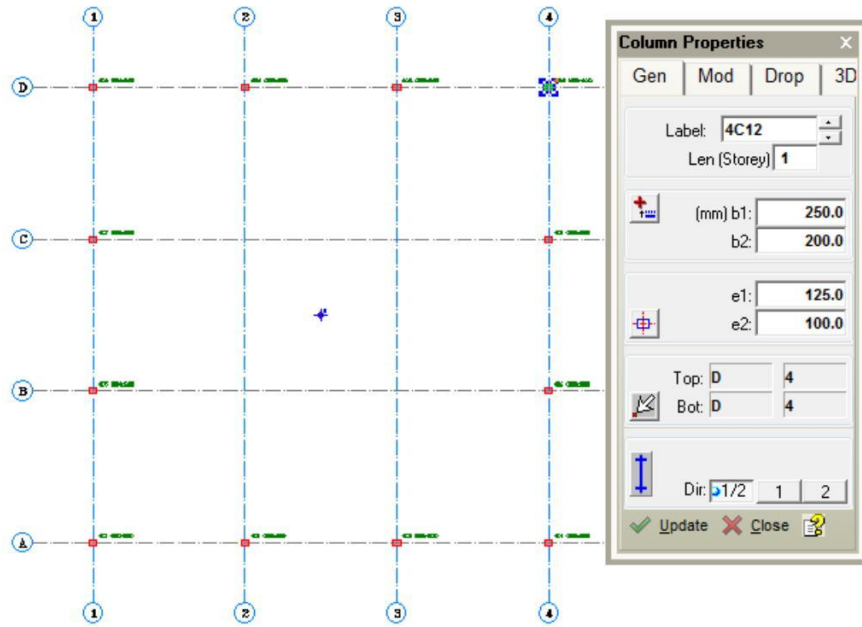 1 2 3 4
D
C
B
A
1 2 3 4
Column Properties X
Gen Mod Drop 3D
Label: 4C12
Len (Storey) 1
(mm) b1: 250.0
b2: 200.0
e1: 125.0
e2: 100.0
Top: D 4
Bot: D 4
Dir: 1/2 1 2
Update Close